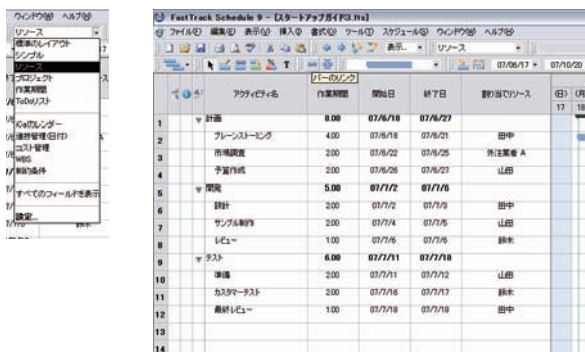 ウィンドウ(W) ヘルプ(H)
リソース
標準のレイアウト
シンプル
リソース
プロジェクト
作業期間
ToDoリスト
iCalカレンダー
進捗管理(日付)
コスト管理
WBS
制約条件
すべてのフィールドを表示
設定...
鈴木
FastTrack Schedule 9 - [スタートアップガイド3.fts]
ファイル(F) 編集(E) 表示(V) 挿入(I) 書式(O) ツール(T) スケジュール(S) ウィンドウ(W) ヘルプ(H)
表示... リソース
07/06/17 07/10/20
バーのリンク
アクティビティ名 作業期間 開始日 終了日 割り当てリソース (日) (月
17 18
1 計画 8.00 07/6/18 07/6/27
2 ブレーンストーミング 4.00 07/6/18 07/6/21 田中
3 市場調査 2.00 07/6/22 07/6/25 外注業者 A
4 予算作成 2.00 07/6/26 07/6/27 山田
5 開発 5.00 07/7/2 07/7/6
6 設計 2.00 07/7/2 07/7/3 田中
7 サンプル制作 2.00 07/7/4 07/7/5 山田
8 レビュー 1.00 07/7/6 07/7/6 鈴木
9 テスト 6.00 07/7/11 07/7/18
10 準備 2.00 07/7/11 07/7/12 山田
11 カスタマーテスト 2.00 07/7/16 07/7/17 鈴木
12 最終レビュー 1.00 07/7/18 07/7/18 田中
13
14